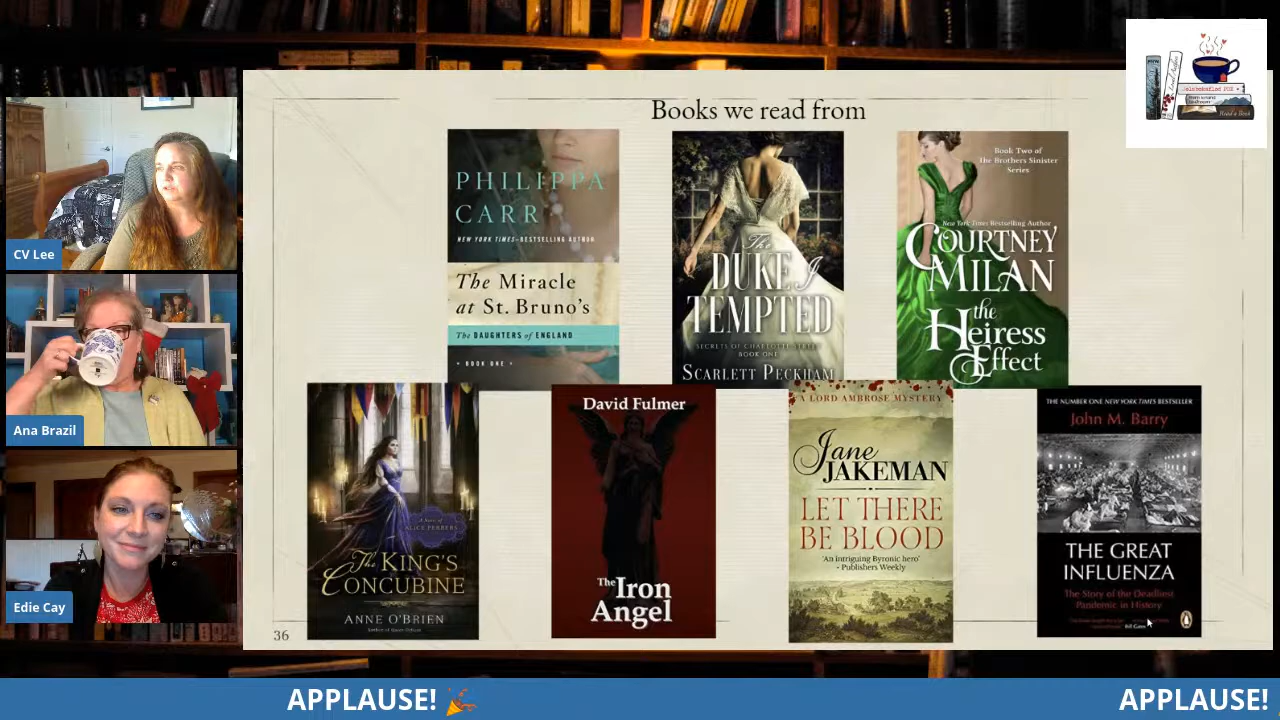 Books we read from
PHILIPPA
CARR
NEW YORK TIMES–BESTSELLING AUTHOR
The Miracle
at St. Bruno's
The DAUGHTERS of ENGLAND
• BOOK ONE •
The
DUKE I
TEMPTED
SECRETS OF CHARLOTTE STREET
BOOK ONE
SCARLETT PECKHAM
Book Two of
The Brothers Sinister
Series
New York Times Bestselling Author
COURTNEY
MILAN
the
Heiress
Effect
A Novel of
ALICE PERRERS
The KING'S
CONCUBINE
ANNE O'BRIEN
David Fulmer
The Iron
Angel
A LORD AMBROSE MYSTERY
Jane
JAKEMAN
LET THERE
BE BLOOD
'An intriguing Byronic hero'
- Publishers Weekly
THE NUMBER ONE NEW YORK TIMES BESTSELLER
John M. Barry
THE GREAT
INFLUENZA
The Story of the Deadliest
Pandemic in History
Bill Gates
36
CV Lee
Ana Brazil
Edie Cay
Read a Book
APPLAUSE! 🎉
APPLAUSE!